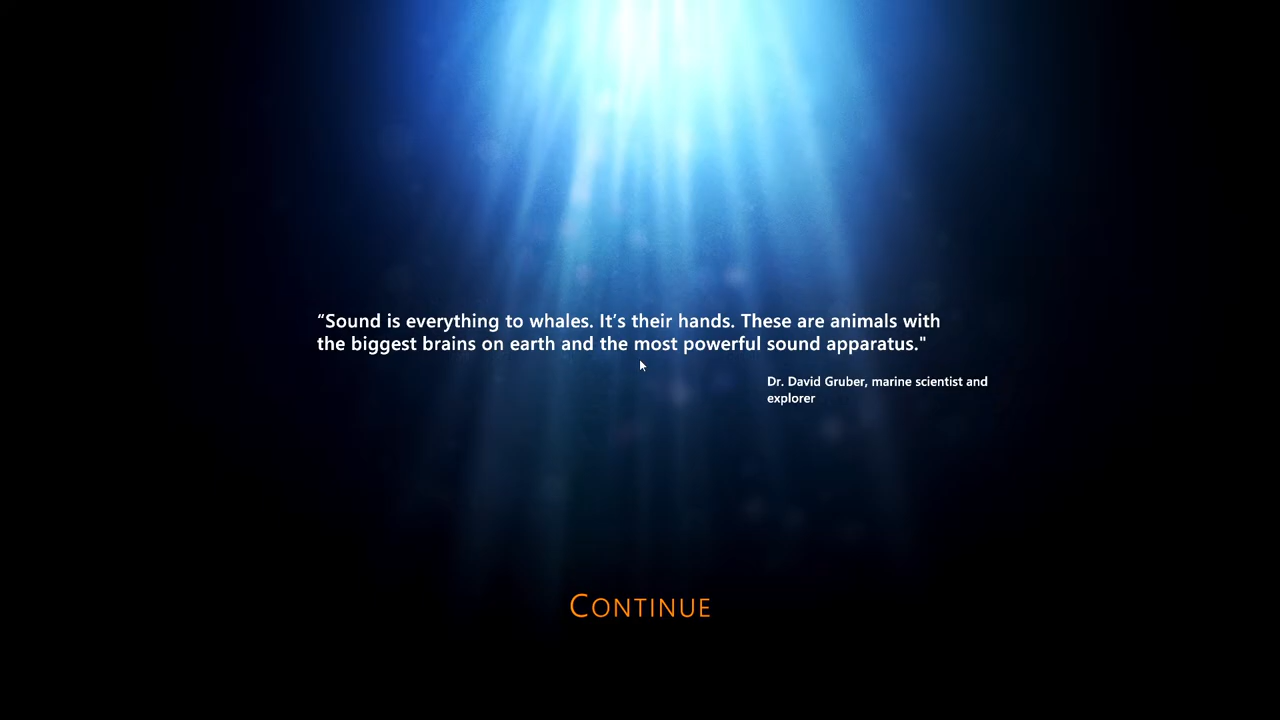 “Sound is everything to whales. It’s their hands. These are animals with
the biggest brains on earth and the most powerful sound apparatus."
Dr. David Gruber, marine scientist and
explorer
CONTINUE